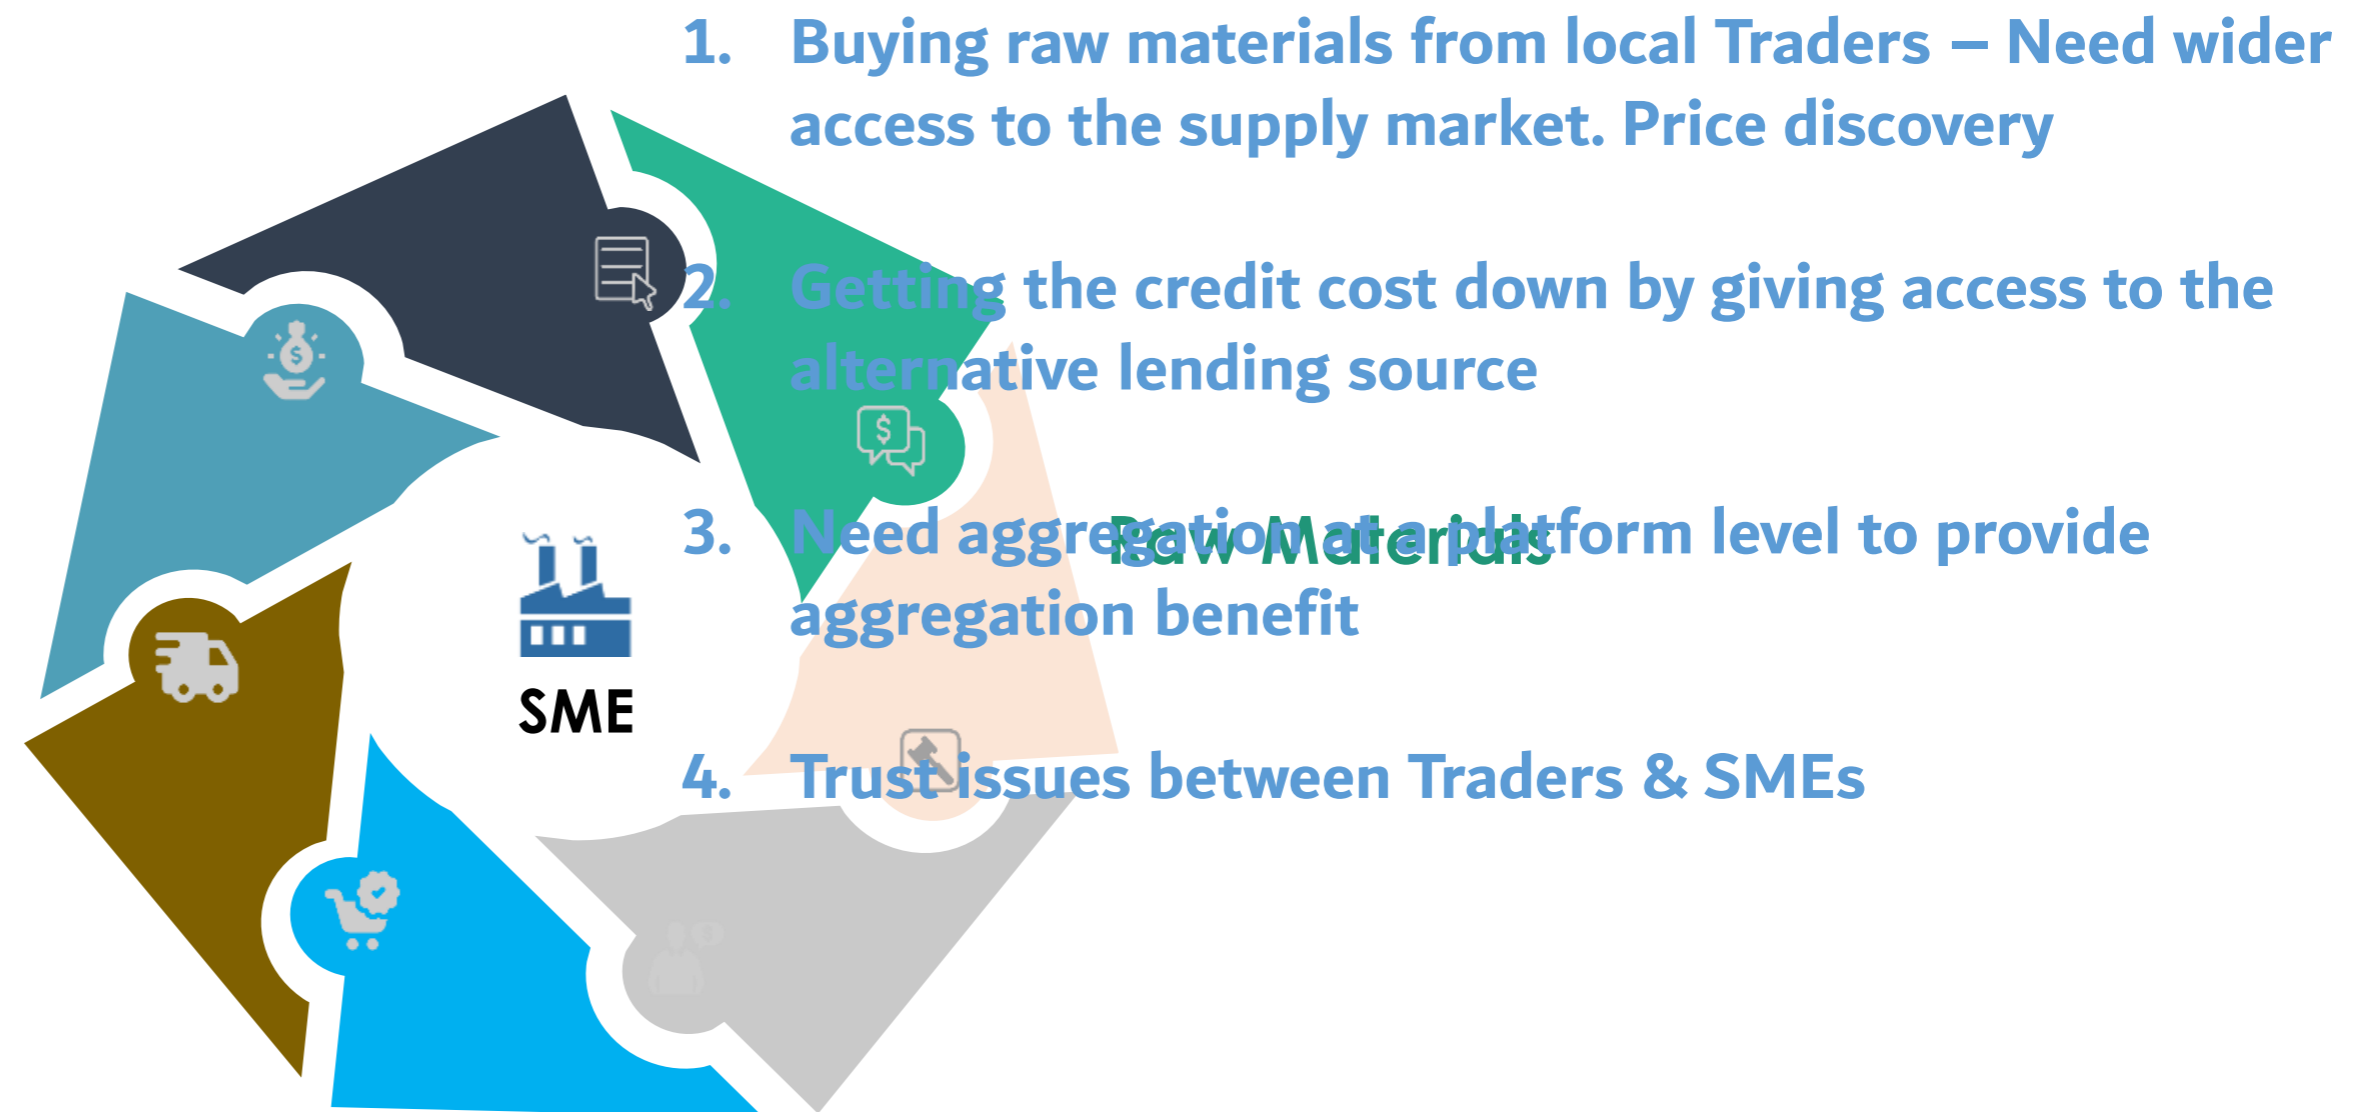 1. Buying raw materials from local Traders – Need wider
access to the supply market. Price discovery
2. Getting the credit cost down by giving access to the
alternative lending source
3. Need aggregation at a platform level to provide
Raw Materials
aggregation benefit
SME
4. Trust issues between Traders & SMEs